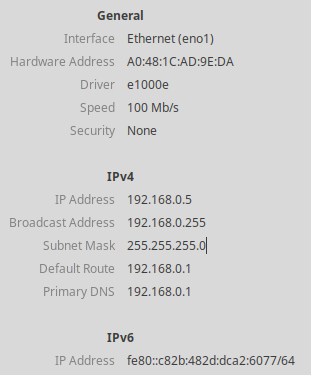 General
Interface Ethernet (eno1)
Hardware Address A0:48:1C:AD:9E:DA
Driver e1000e
Speed 100 Mb/s
Security None
IPv4
IP Address 192.168.0.5
Broadcast Address 192.168.0.255
Subnet Mask 255.255.255.0
Default Route 192.168.0.1
Primary DNS 192.168.0.1
IPv6
IP Address fe80::c82b:482d:dca2:6077/64